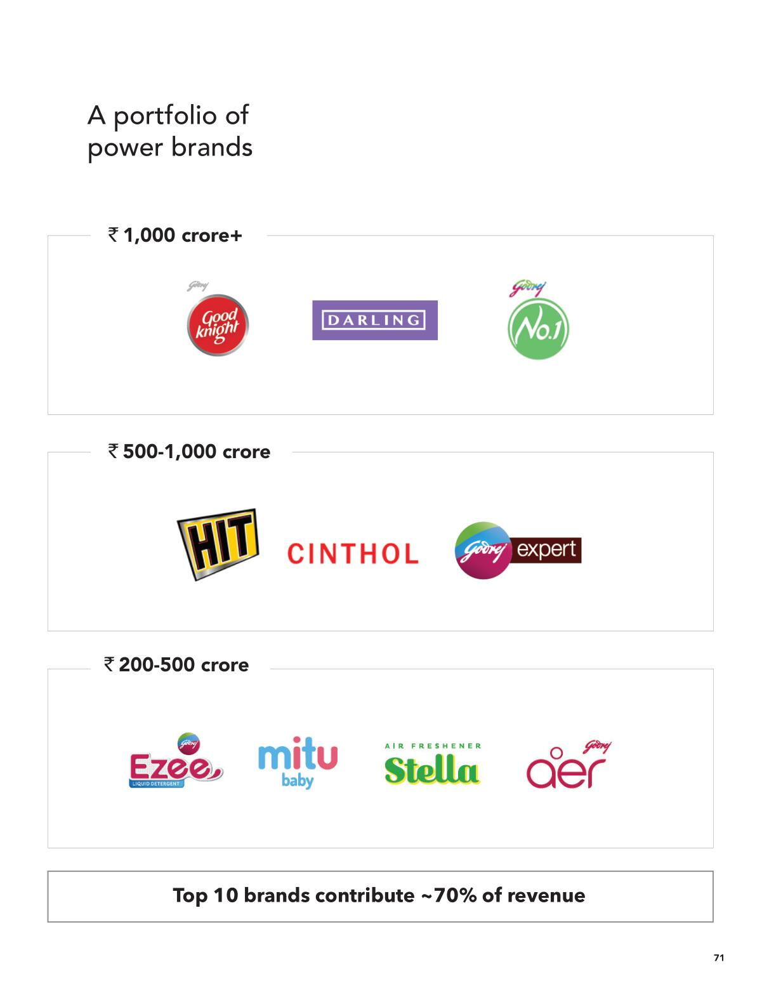 A portfolio of
power brands
₹ 1,000 crore+
Godrej
Good
knight
DARLING
Godrej
No.1
₹ 500-1,000 crore
HIT
CINTHOL
Godrej expert
₹ 200-500 crore
Godrej
Ezee
LIQUID DETERGENT
mitu
baby
AIR FRESHENER
Stella
Godrej
aer
Top 10 brands contribute ~70% of revenue
71